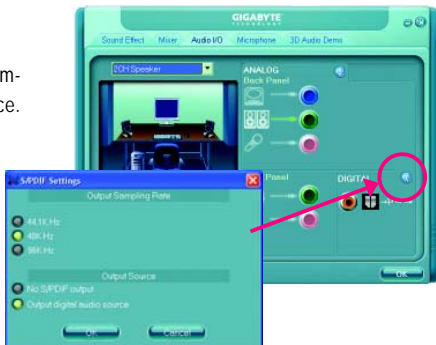 GIGABYTE
Sound Effect Mixer Audio I/O Microphone 3D Audio Demo
2CH Speaker
ANALOG
Back Panel
m-
ce.
Panel
DIGITAL
OK
S/PDIF Settings
Output Sampling Rate
44.1K Hz
48K Hz
96K Hz
Output Source
No S/PDIF output
Output digital audio source
OK Cancel